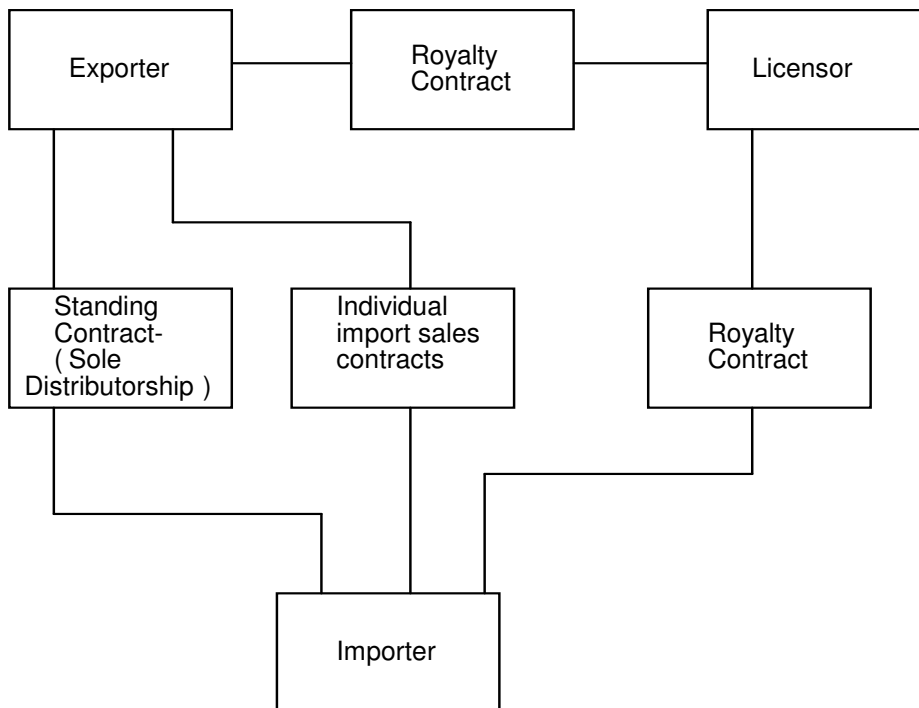 Exporter
Royalty
Contract
Licensor
Standing
Contract-
( Sole
Distributorship )
Individual
import sales
contracts
Royalty
Contract
Importer